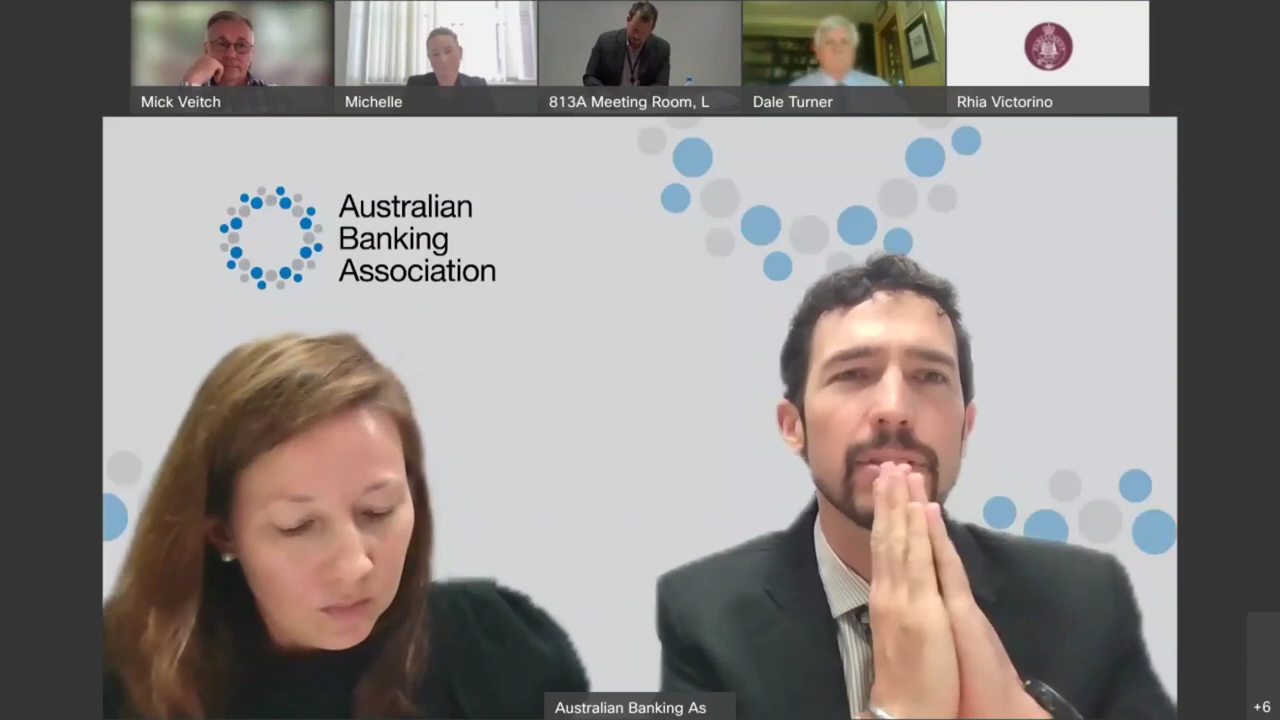 Mick Veitch
Michelle
813A Meeting Room, L
Dale Turner
Rhia Victorino
Australian
Banking
Association
Australian Banking As
+6